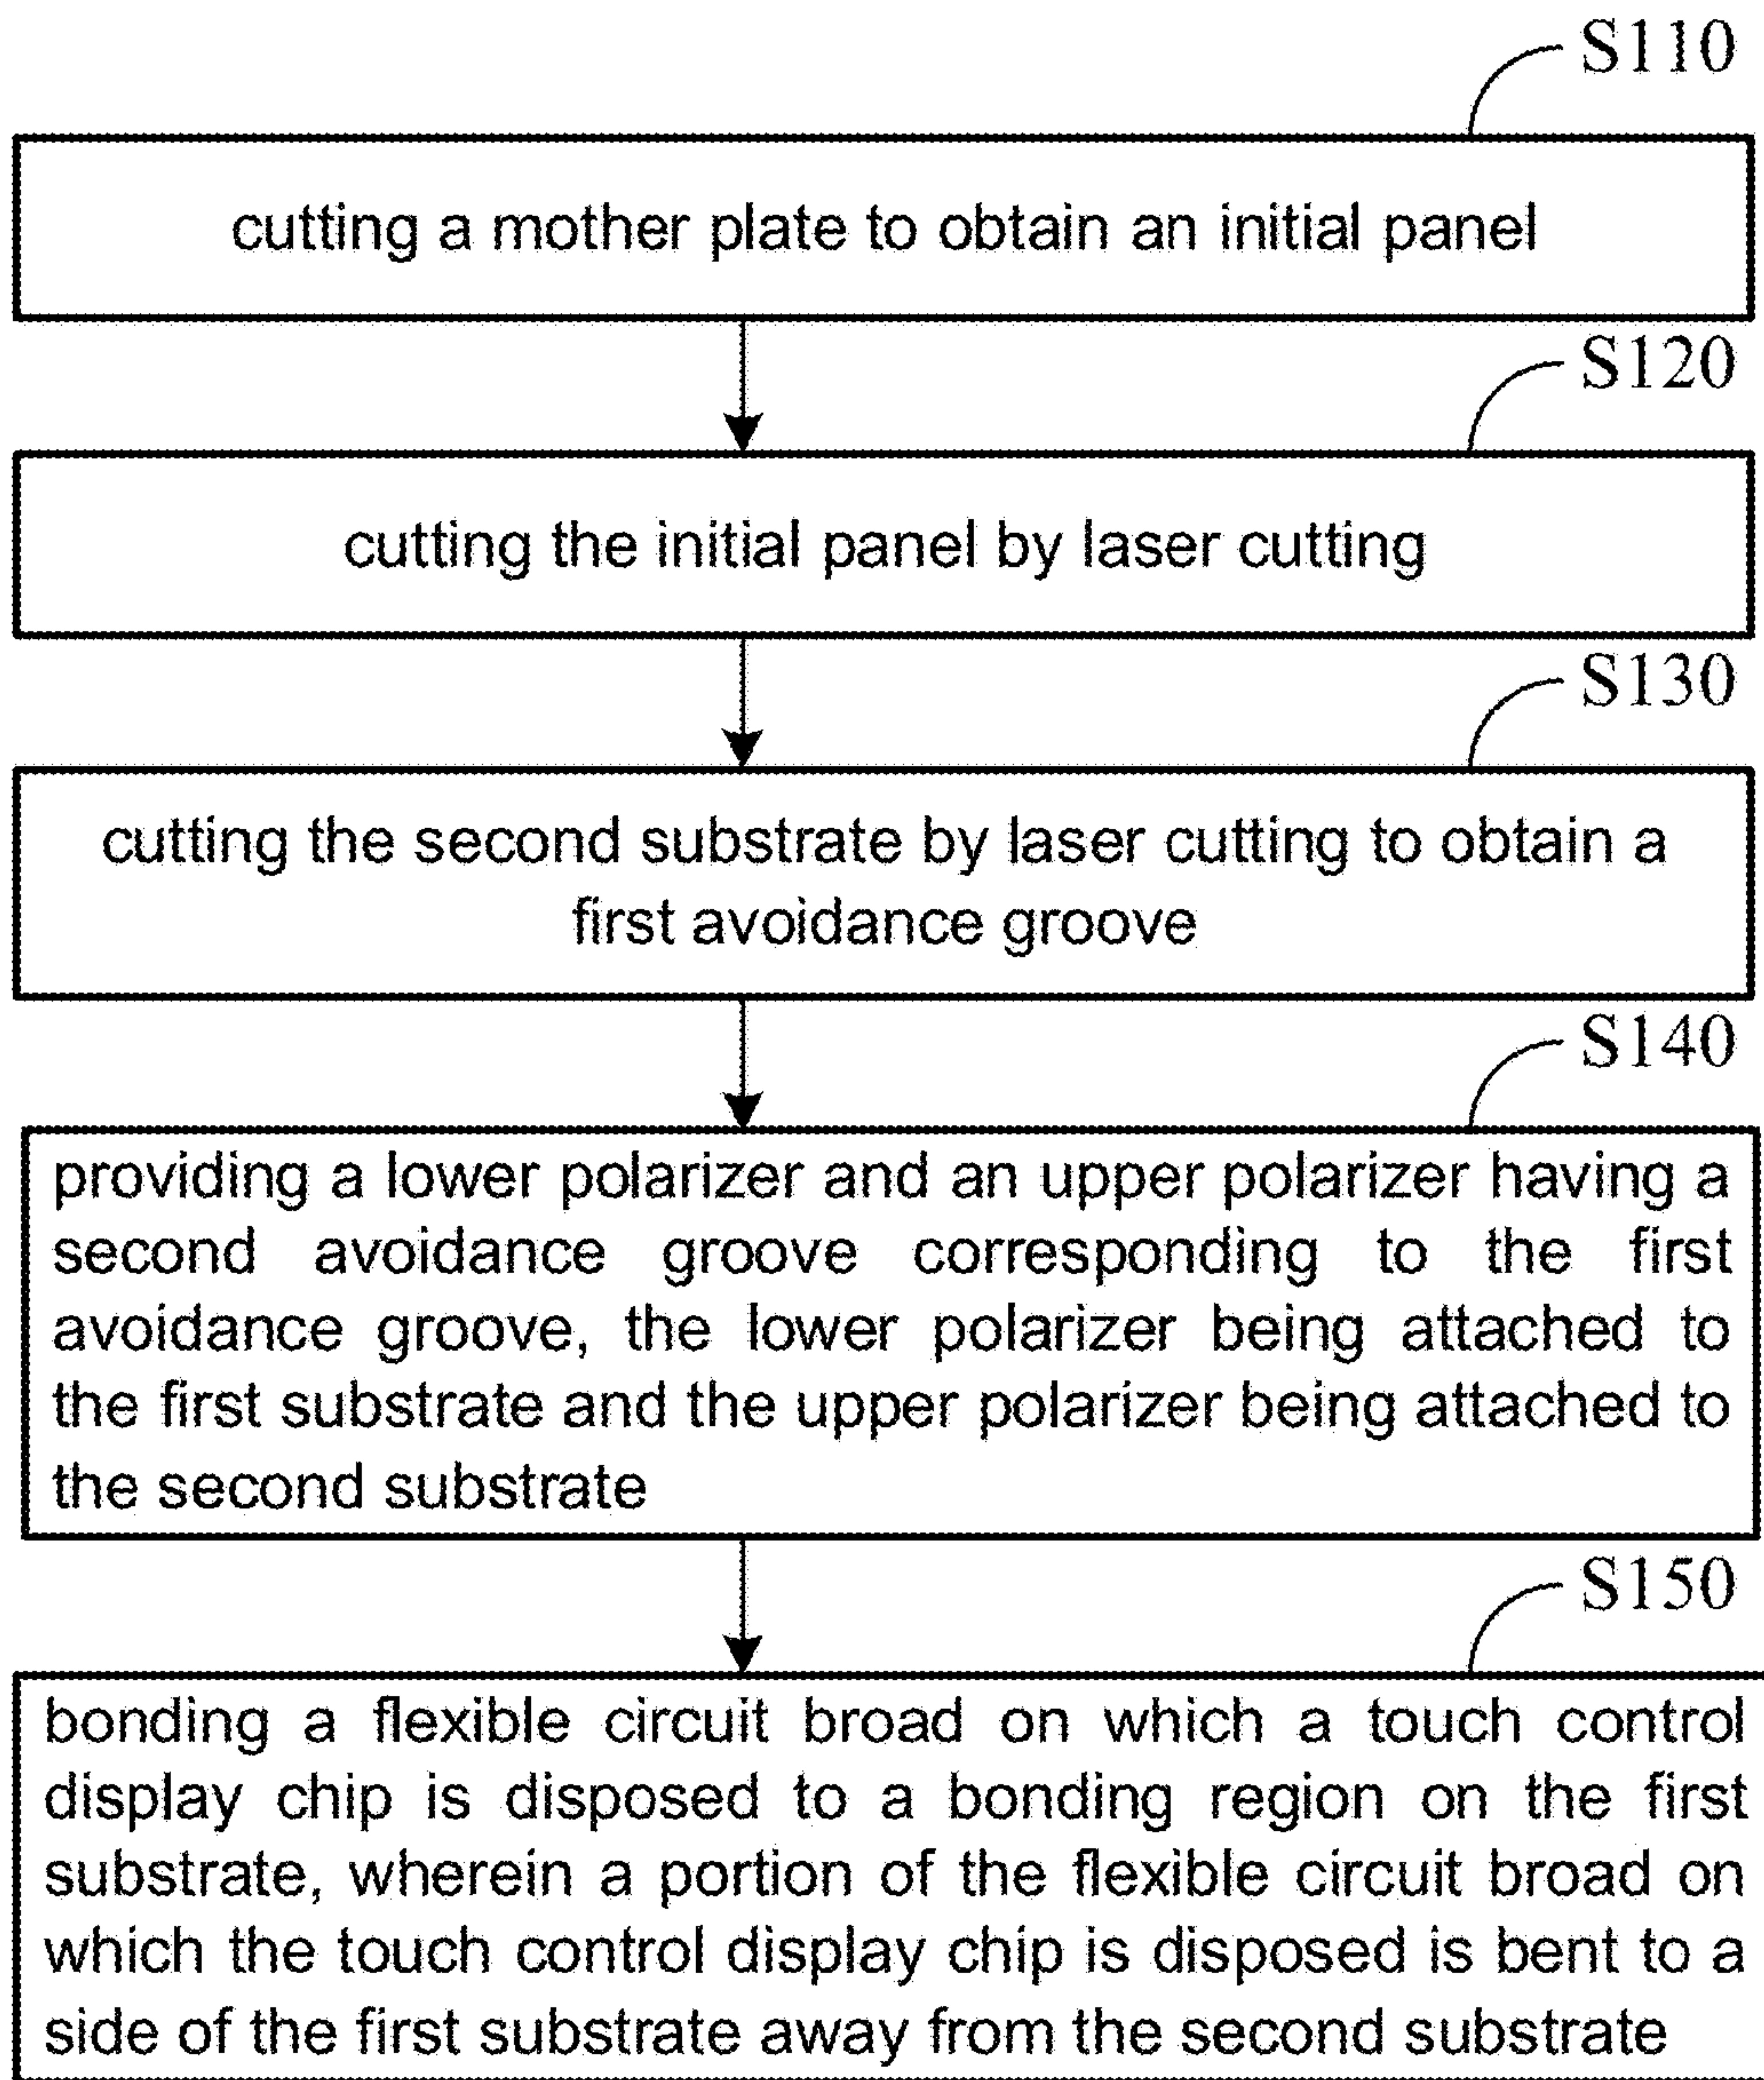 S110
cutting a mother plate to obtain an initial panel
S120
cutting the initial panel by laser cutting
S130
cutting the second substrate by laser cutting to obtain a
first avoidance groove
S140
providing a lower polarizer and an upper polarizer having a
second avoidance groove corresponding to the first
avoidance groove, the lower polarizer being attached to
the first substrate and the upper polarizer being attached to
the second substrate
S150
bonding a flexible circuit broad on which a touch control
display chip is disposed to a bonding region on the first
substrate, wherein a portion of the flexible circuit broad on
which the touch control display chip is disposed is bent to a
side of the first substrate away from the second substrate